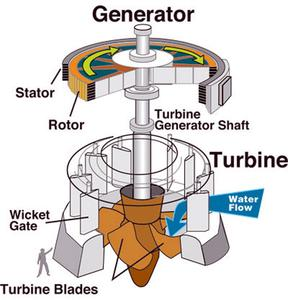 Generator
Stator
Rotor
Turbine
Generator Shaft
Turbine
Wicket
Gate
Water
Flow
Turbine Blades